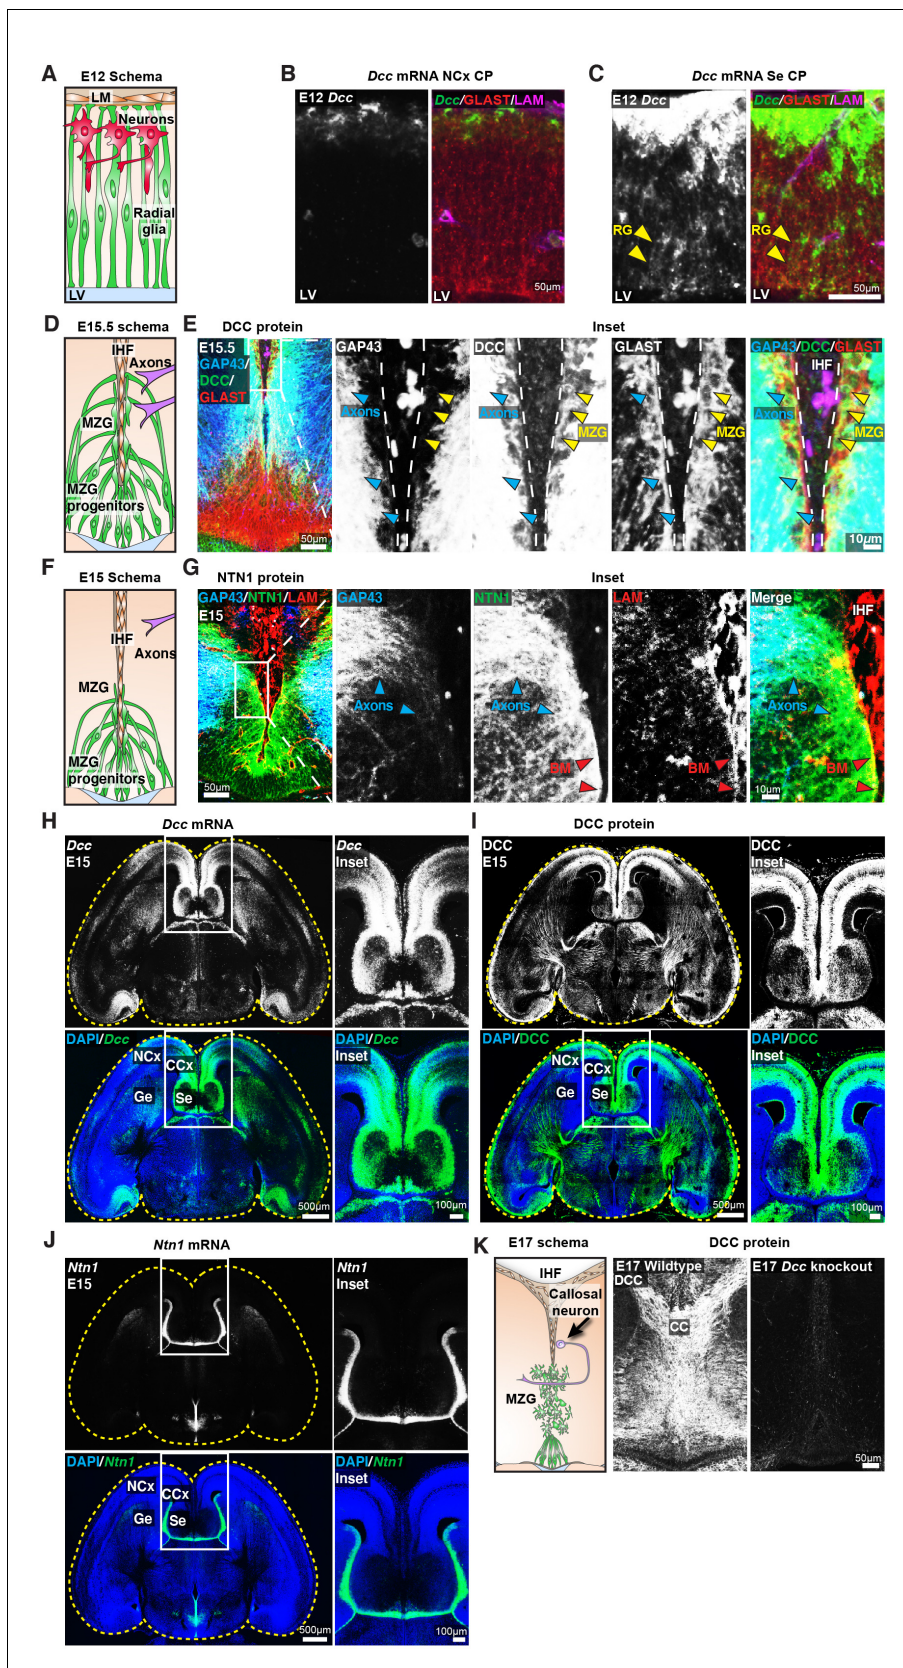 A
E12 Schema
LM
Neurons
Radial
glia
LV
B
Dcc mRNA NCx CP
E12 Dcc
LV
Dcc/GLAST/LAM
50µm
C
Dcc mRNA Se CP
E12 Dcc
RG
LV
Dcc/GLAST/LAM
RG
D
E15.5 schema
IHF
Axons
MZG
MZG
progenitors
E
DCC protein
Inset
E15.5
GAP43/
DCC/
GLAST
50µm
GAP43
Axons
MZG
DCC
Axons
MZG
GLAST
MZG
GAP43/DCC/GLAST
IHF
Axons
MZG
10µm
F
E15 Schema
IHF
Axons
MZG
MZG
progenitors
G
NTN1 protein
Inset
GAP43/NTN1/LAM
E15
50µm
GAP43
Axons
NTN1
Axons
BM
LAM
BM
Merge
IHF
Axons
BM
10µm
H
Dcc mRNA
Dcc
E15
Dcc
Inset
DAPI/Dcc
NCx
CCx
Ge
Se
500µm
DAPI/Dcc
Inset
100µm
I
DCC protein
DCC
E15
DCC
Inset
DAPI/DCC
NCx
CCx
Ge
Se
500µm
DAPI/DCC
Inset
100µm
J
Ntn1 mRNA
Ntn1
E15
Ntn1
Inset
DAPI/Ntn1
NCx
CCx
Ge
Se
500µm
DAPI/Ntn1
Inset
100µm
K
E17 schema
IHF
Callosal
neuron
MZG
DCC protein
E17 Wildtype
DCC
CC
E17 Dcc knockout
50µm